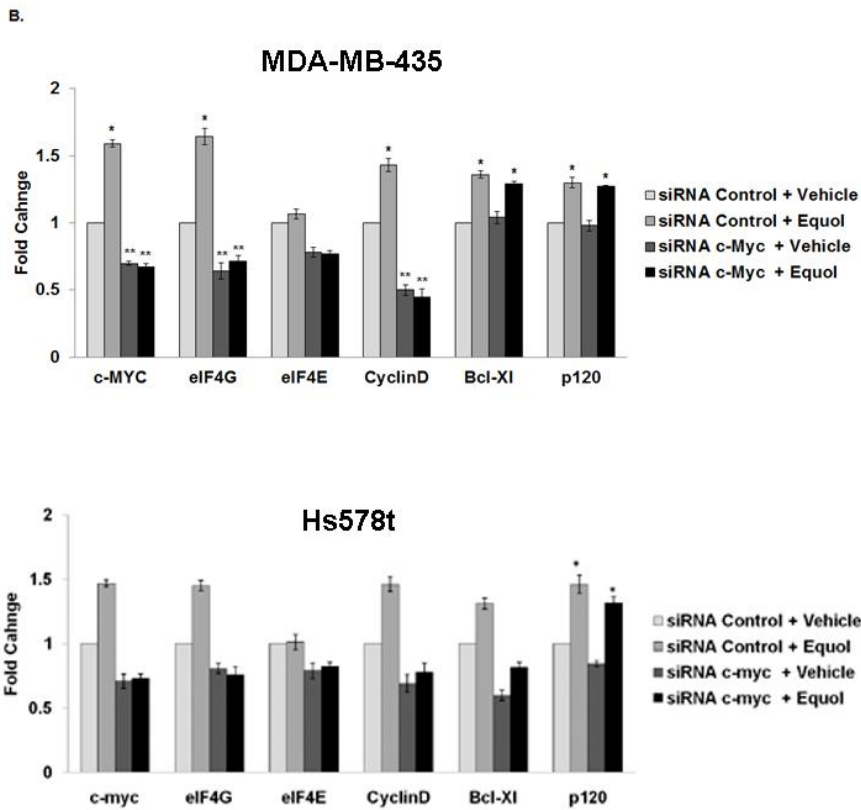 B.
MDA-MB-435
2
1.5
1
0.5
0
Fold Cahnge
* * * * * * *
** ** ** ** ** **
c-MYC eIF4G eIF4E CyclinD Bcl-Xl p120
siRNA Control + Vehicle
siRNA Control + Equol
siRNA c-Myc + Vehicle
siRNA c-Myc + Equol
Hs578t
2
1.5
1
0.5
0
Fold Cahnge
* *
c-myc eIF4G eIF4E CyclinD Bcl-Xl p120
siRNA Control + Vehicle
siRNA Control + Equol
siRNA c-myc + Vehicle
siRNA c-myc + Equol